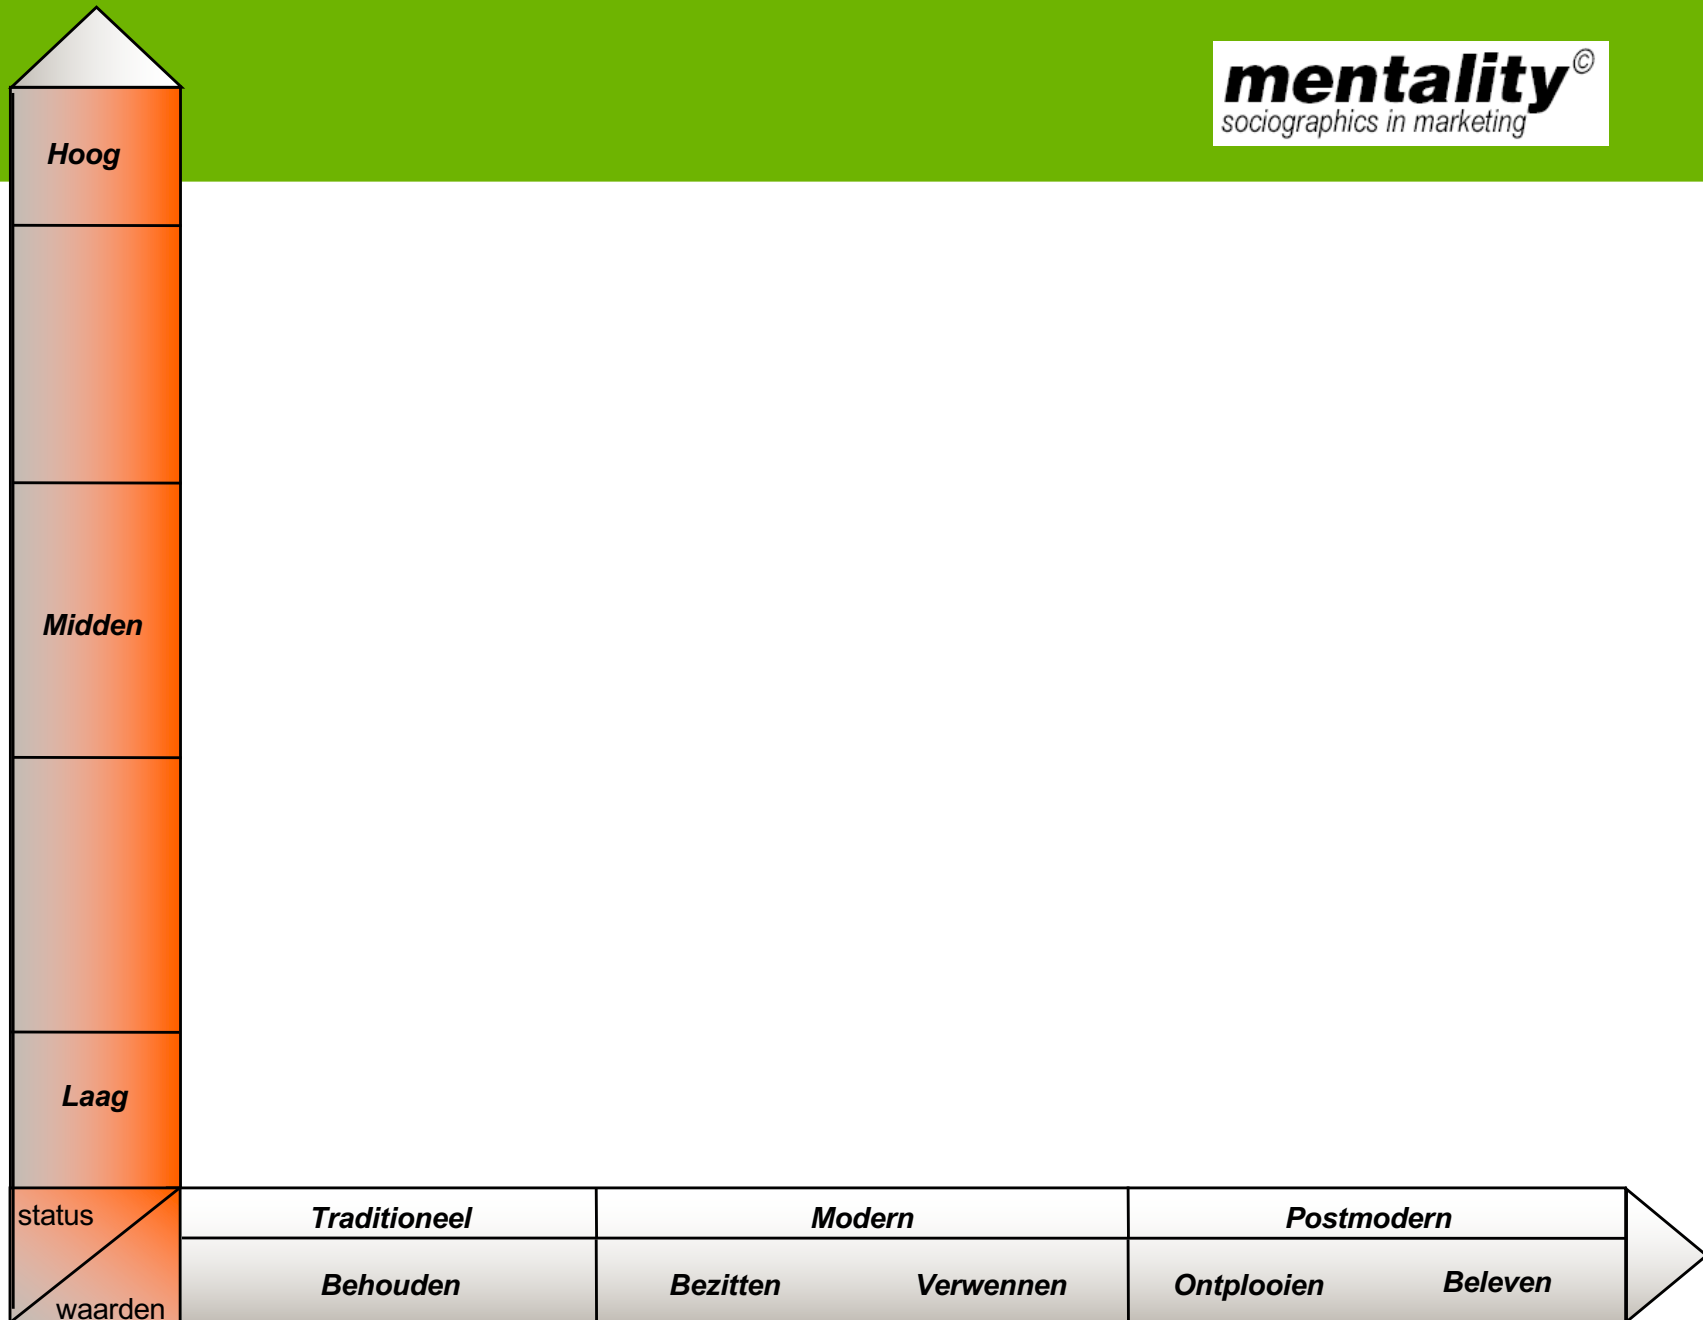 mentality©
sociographics in marketing
Hoog
Midden
Laag
status
waarden
Traditioneel Modern Postmodern
Behouden Bezitten Verwennen Ontplooien Beleven